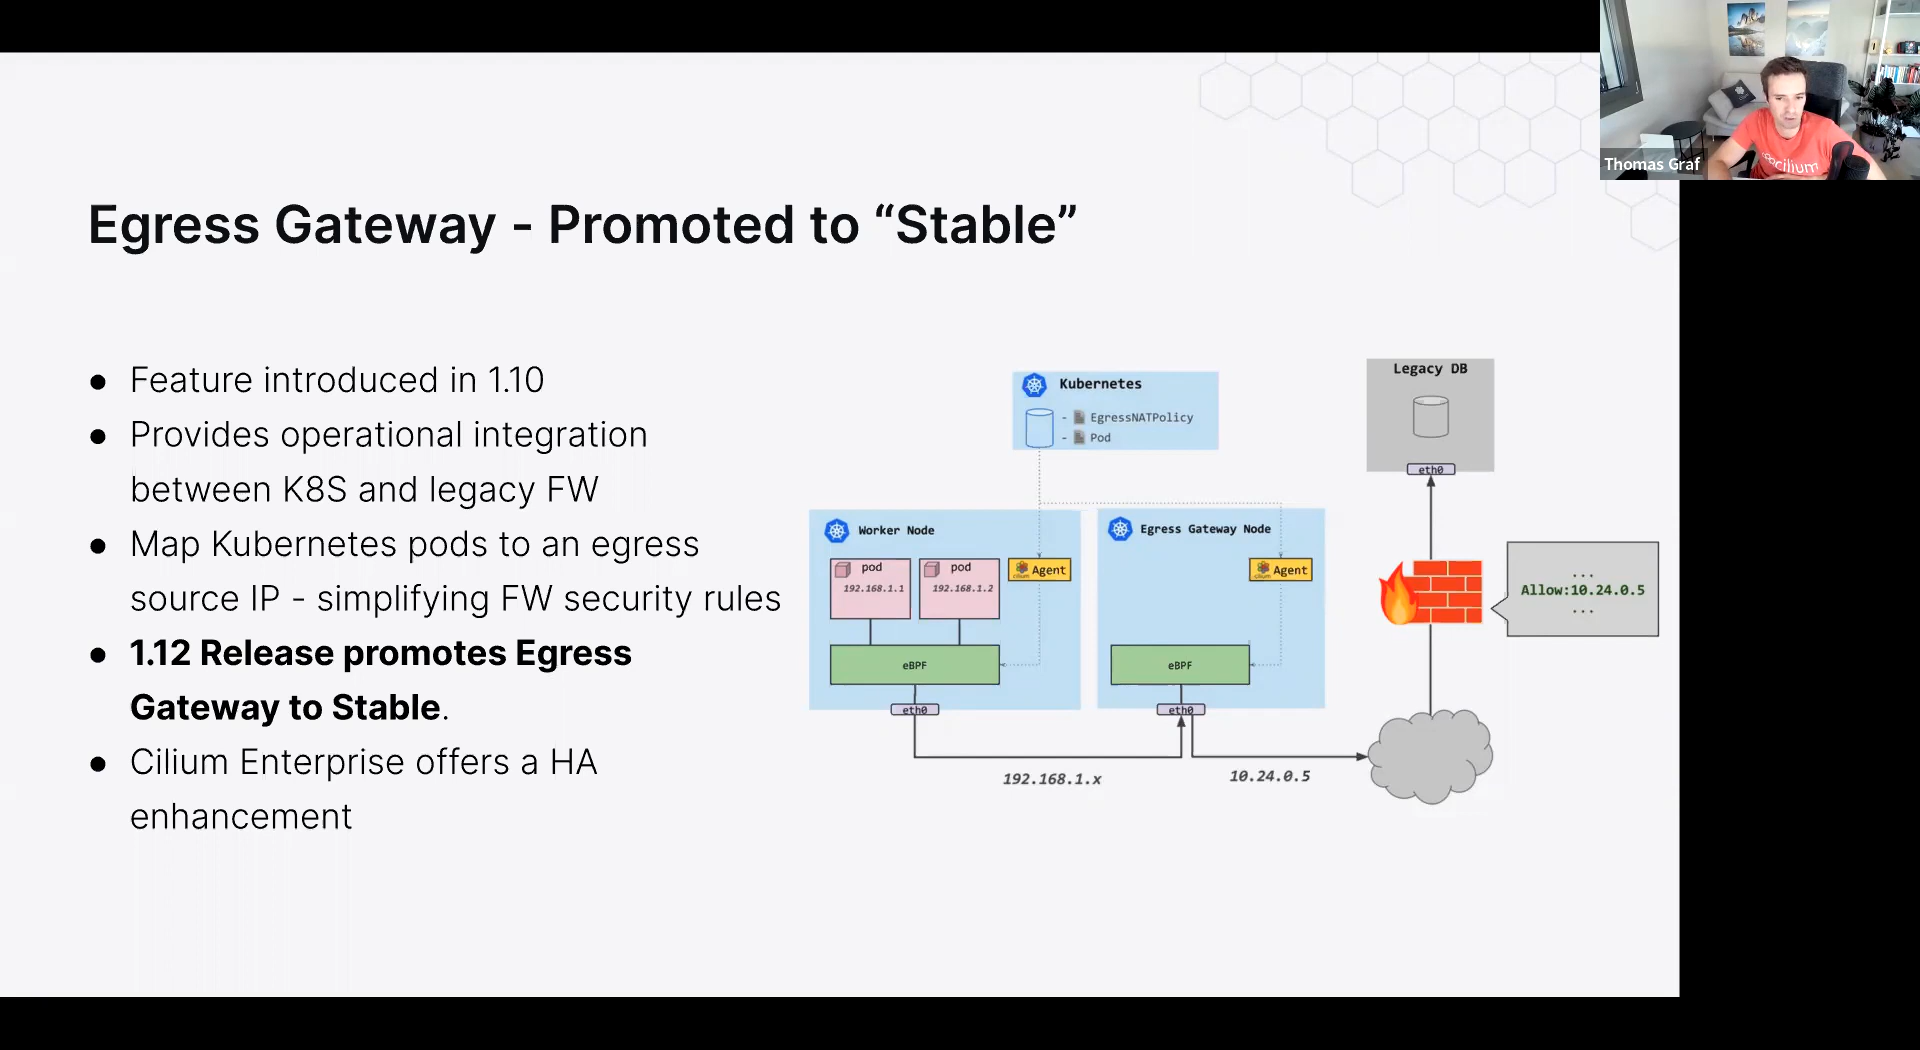 Thomas Graf
cilium
Egress Gateway - Promoted to “Stable”
● Feature introduced in 1.10
● Provides operational integration
between K8S and legacy FW
● Map Kubernetes pods to an egress
source IP - simplifying FW security rules
● 1.12 Release promotes Egress
Gateway to Stable.
● Cilium Enterprise offers a HA
enhancement
Kubernetes
- EgressNATPolicy
- Pod
Legacy DB
eth0
Worker Node
pod
192.168.1.1
pod
192.168.1.2
cilium Agent
eBPF
eth0
Egress Gateway Node
cilium Agent
eBPF
eth0
...
Allow:10.24.0.5
...
192.168.1.x
10.24.0.5